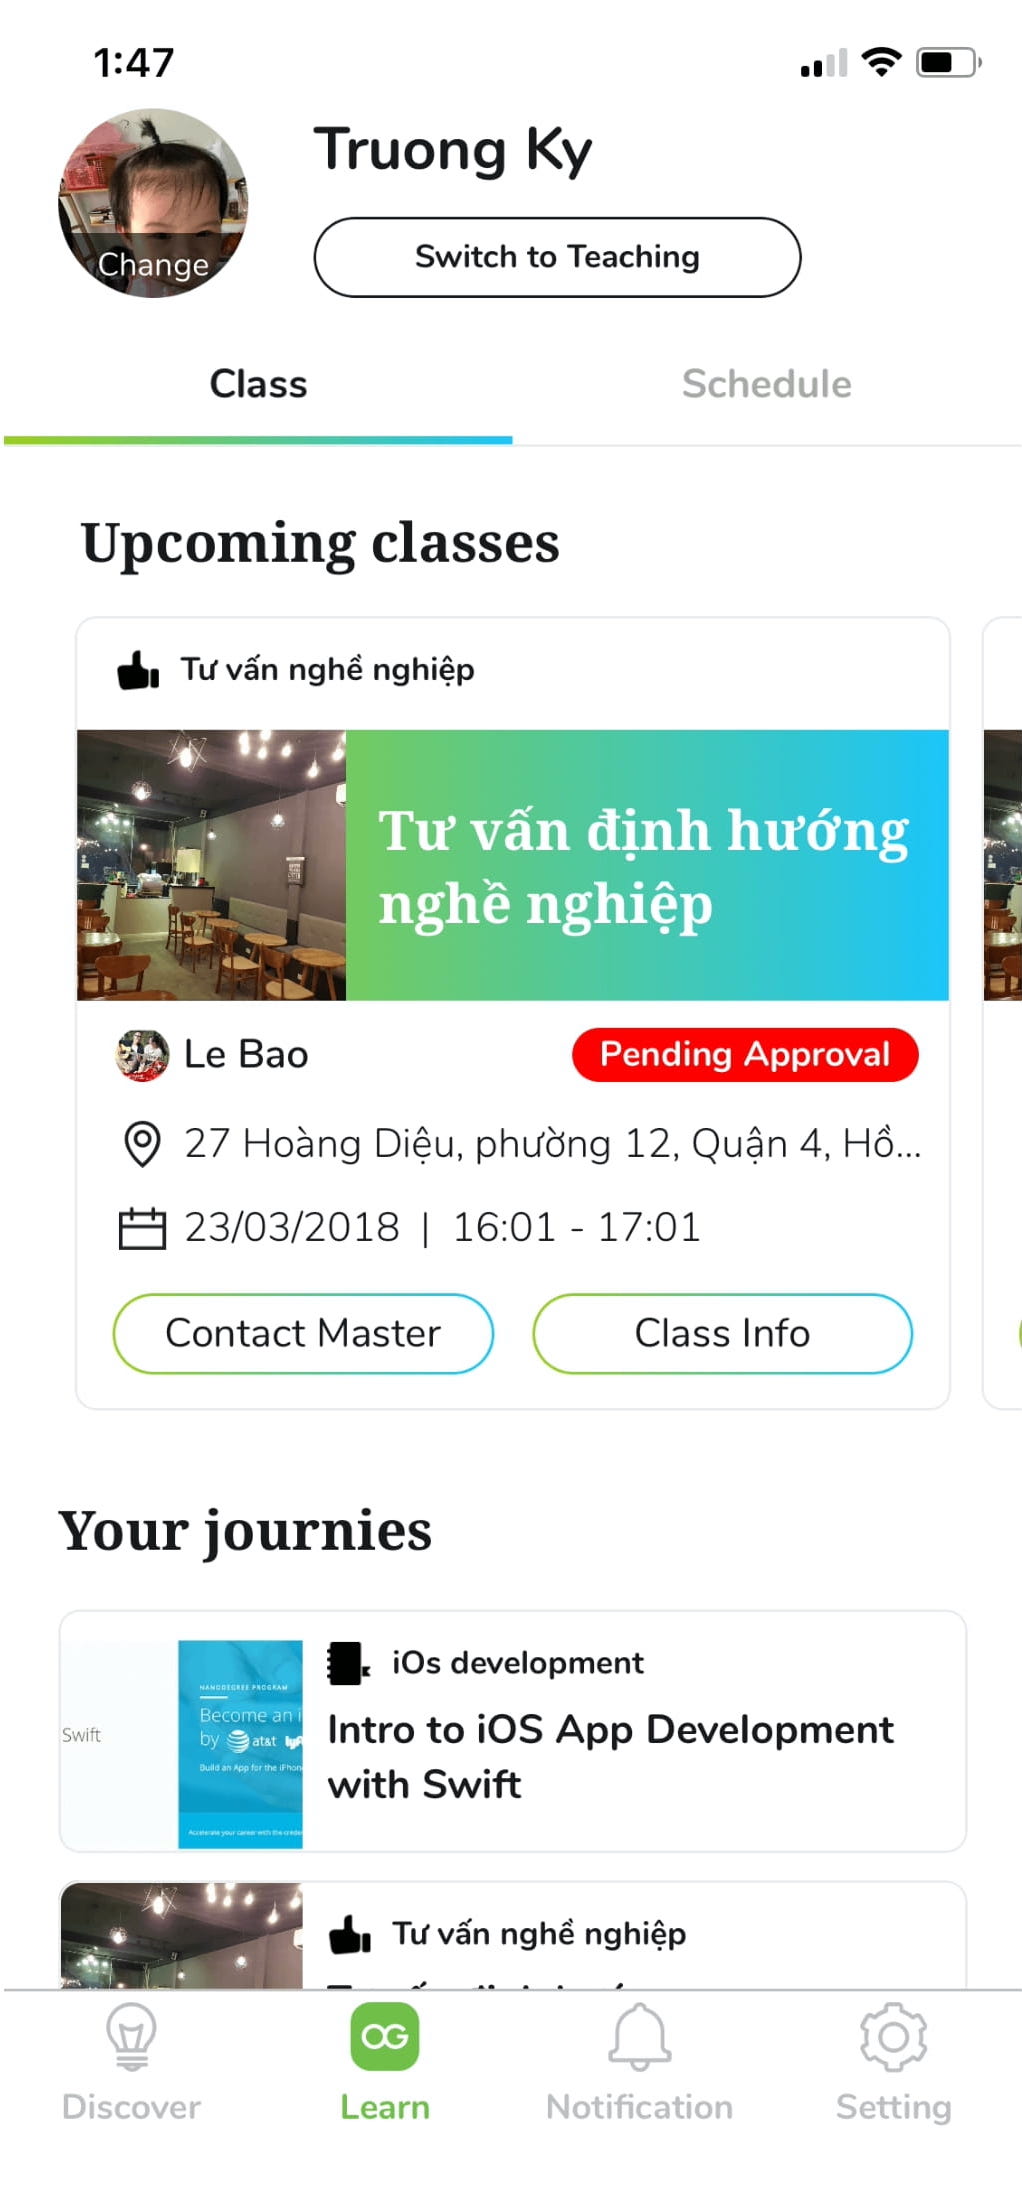 1:47
Truong Ky
Change
Switch to Teaching
Class
Schedule
Upcoming classes
Tư vấn nghề nghiệp
Tư vấn định hướng
nghề nghiệp
Le Bao
Pending Approval
27 Hoàng Diệu, phường 12, Quận 4, Hồ...
23/03/2018 | 16:01 - 17:01
Contact Master
Class Info
Your journies
iOs development
Intro to iOS App Development
with Swift
Swift
NANODEGREE PROGRAM
Become an i
by at&t lyft
Build an App for the iPhon
Accelerate your career with the crede
Tư vấn nghề nghiệp
OG
Discover
Learn
Notification
Setting